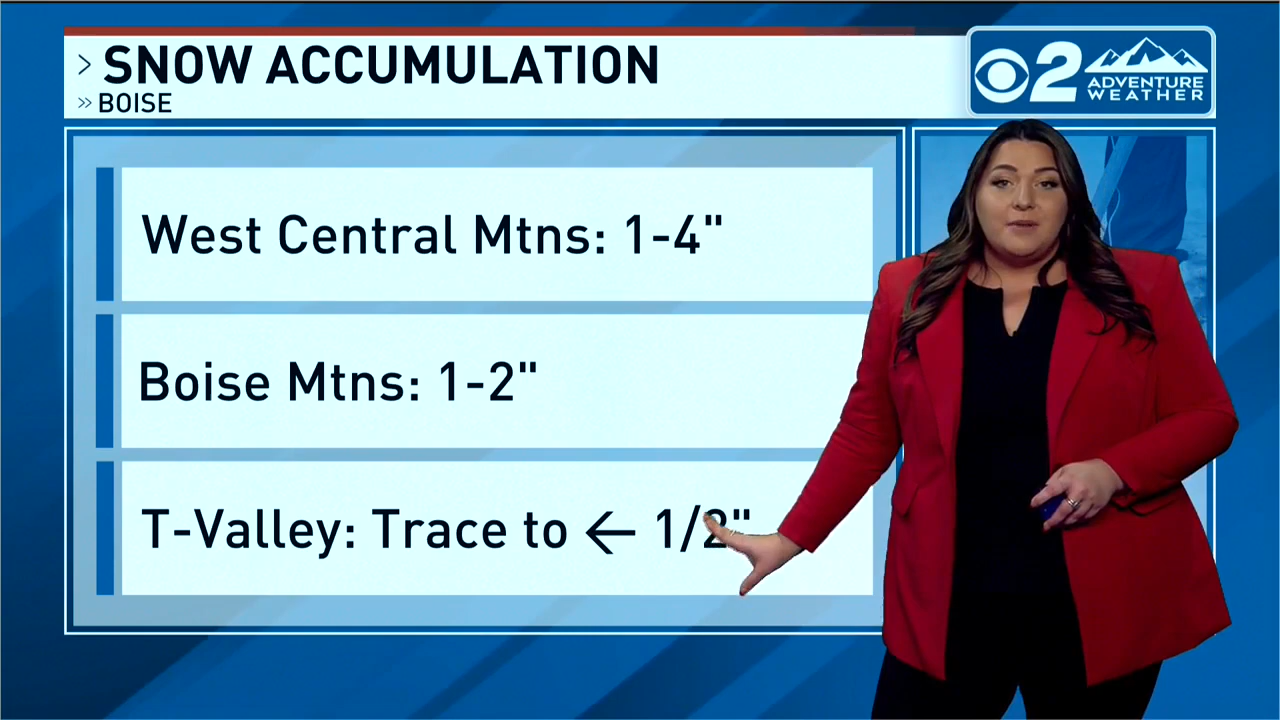 > SNOW ACCUMULATION
» BOISE
2 ADVENTURE
WEATHER
West Central Mtns: 1-4"
Boise Mtns: 1-2"
T-Valley: Trace to ← 1/2"